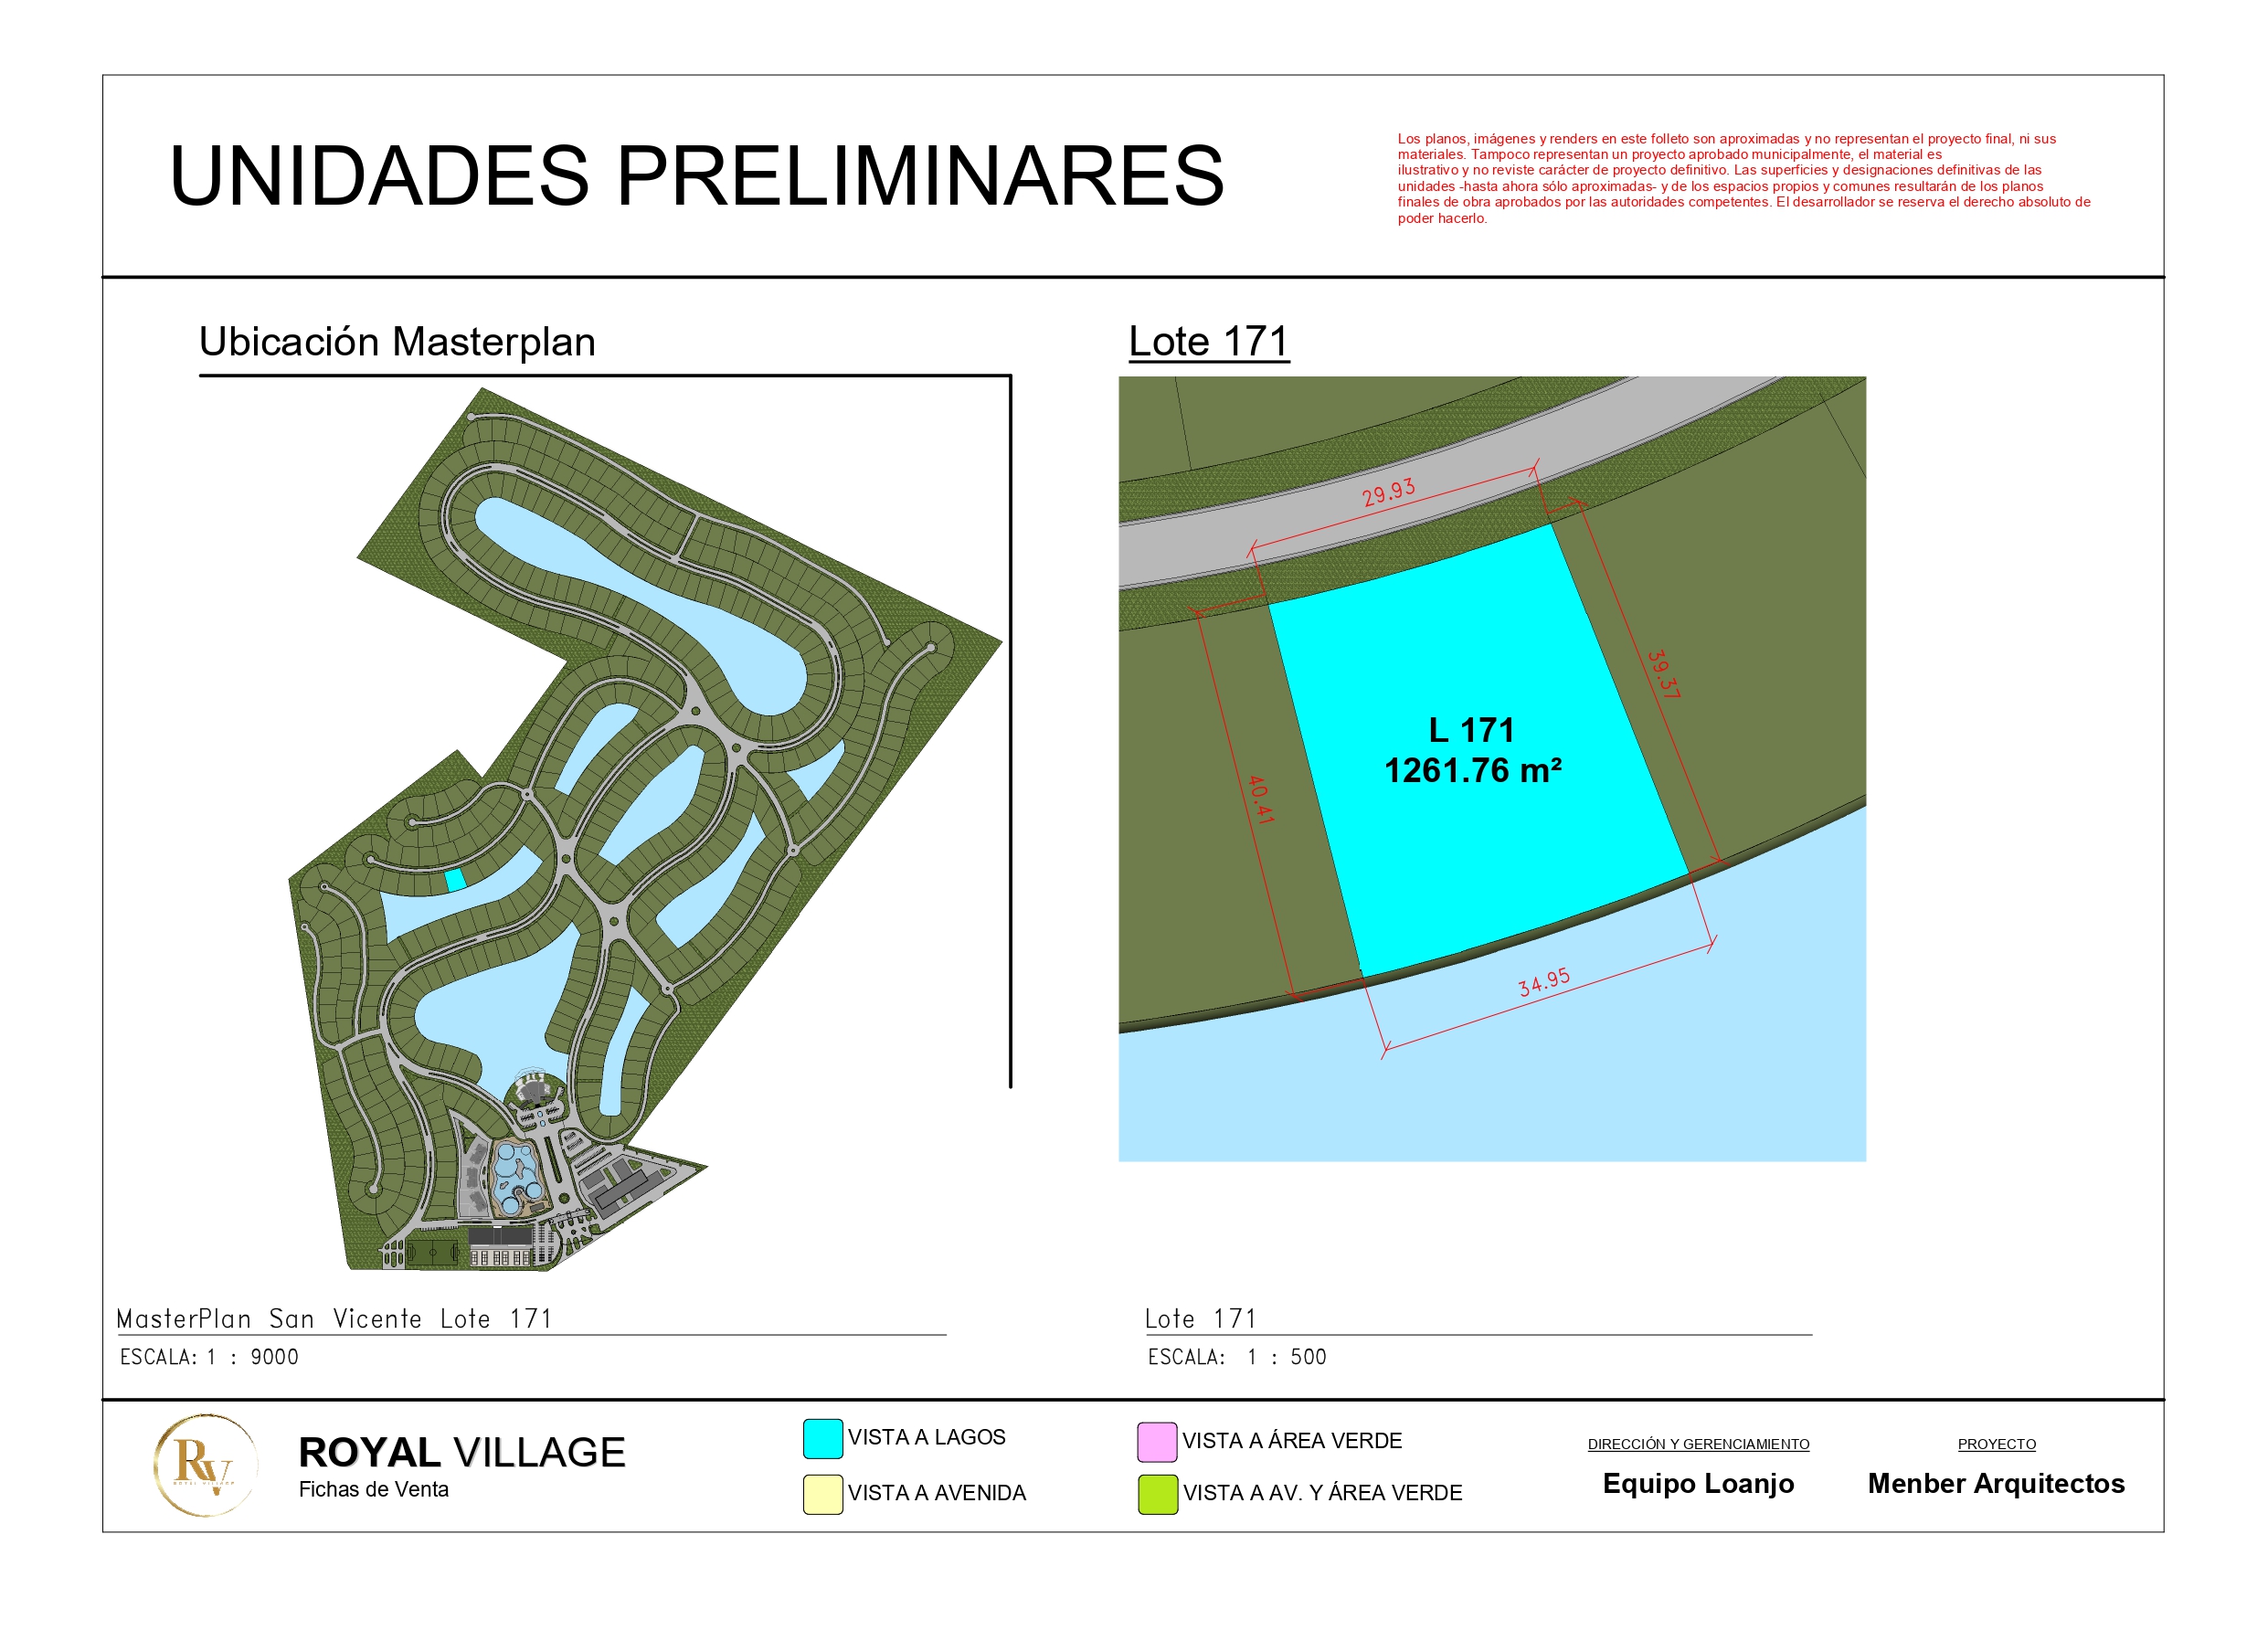 UNIDADES PRELIMINARES
Los planos, imágenes y renders en este folleto son aproximadas y no representan el proyecto final, ni sus
materiales. Tampoco representan un proyecto aprobado municipalmente, el material es
ilustrativo y no reviste carácter de proyecto definitivo. Las superficies y designaciones definitivas de las
unidades -hasta ahora sólo aproximadas- y de los espacios propios y comunes resultarán de los planos
finales de obra aprobados por las autoridades competentes. El desarrollador se reserva el derecho absoluto de
poder hacerlo.
Ubicación Masterplan
Lote 171
29.93
39.37
L 171
1261.76 m²
40.41
34.95
MasterPlan San Vicente Lote 171
ESCALA: 1 : 9000
Lote 171
ESCALA: 1 : 500
RV
ROYAL VILLAGE
ROYAL VILLAGE
Fichas de Venta
VISTA A LAGOS
VISTA A AVENIDA
VISTA A ÁREA VERDE
VISTA A AV. Y ÁREA VERDE
DIRECCIÓN Y GERENCIAMIENTO
Equipo Loanjo
PROYECTO
Menber Arquitectos